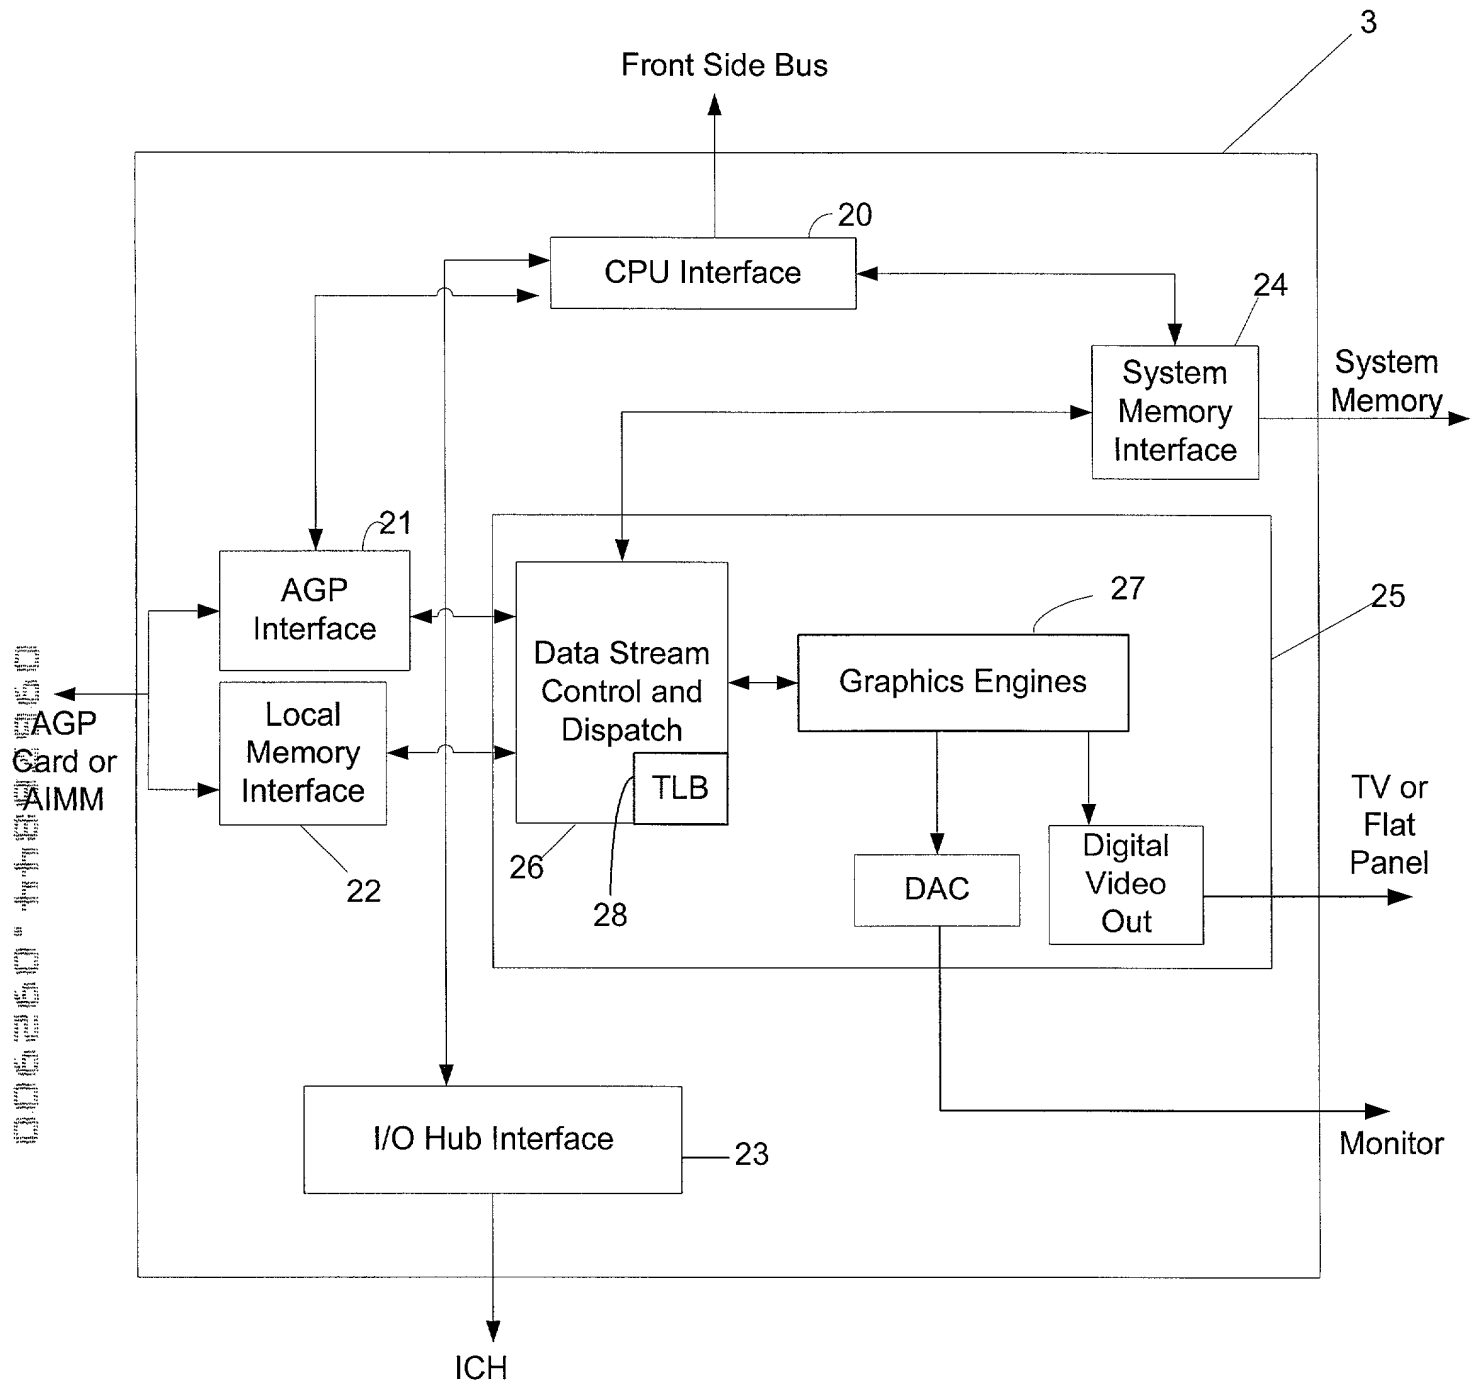 3
Front Side Bus
20
CPU Interface
24
System
Memory
Interface
System
Memory
21
AGP
Interface
27
25
Data Stream
Control and
Dispatch
Graphics Engines
AGP
Card or
AIMM
Local
Memory
Interface
TLB
TV or
Flat
Panel
Digital
Video
Out
DAC
26
22
28
I/O Hub Interface
23
Monitor
ICH